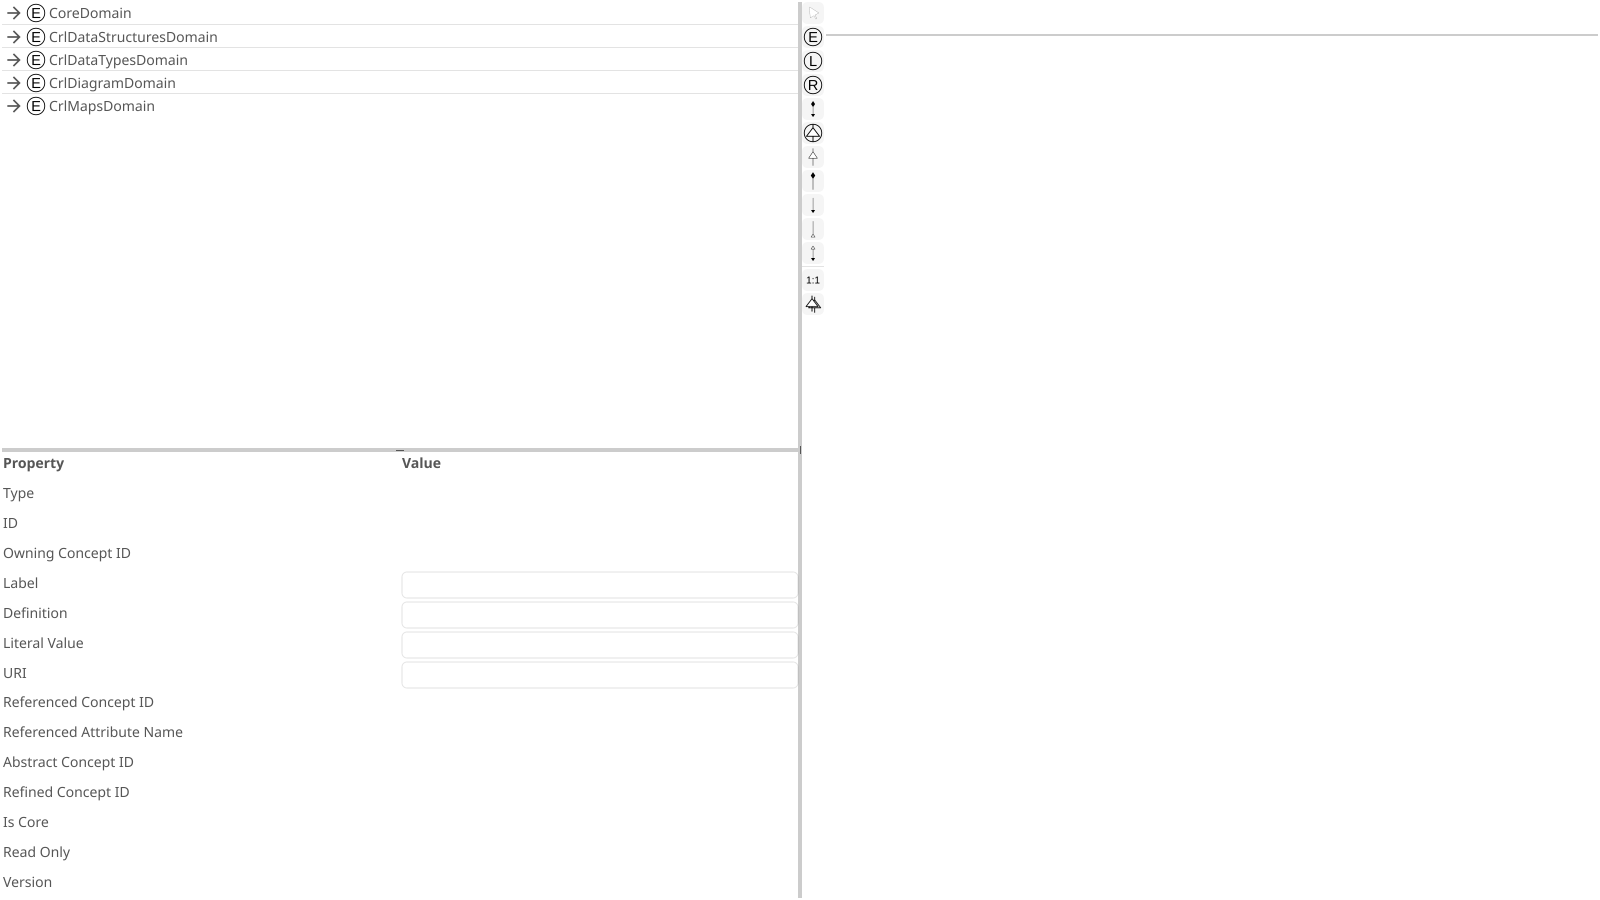 E CoreDomain
E CrlDataStructuresDomain
E CrlDataTypesDomain
E CrlDiagramDomain
E CrlMapsDomain
E
L
R
1:1
Property Value
Type
ID
Owning Concept ID
Label
Definition
Literal Value
URI
Referenced Concept ID
Referenced Attribute Name
Abstract Concept ID
Refined Concept ID
Is Core
Read Only
Version